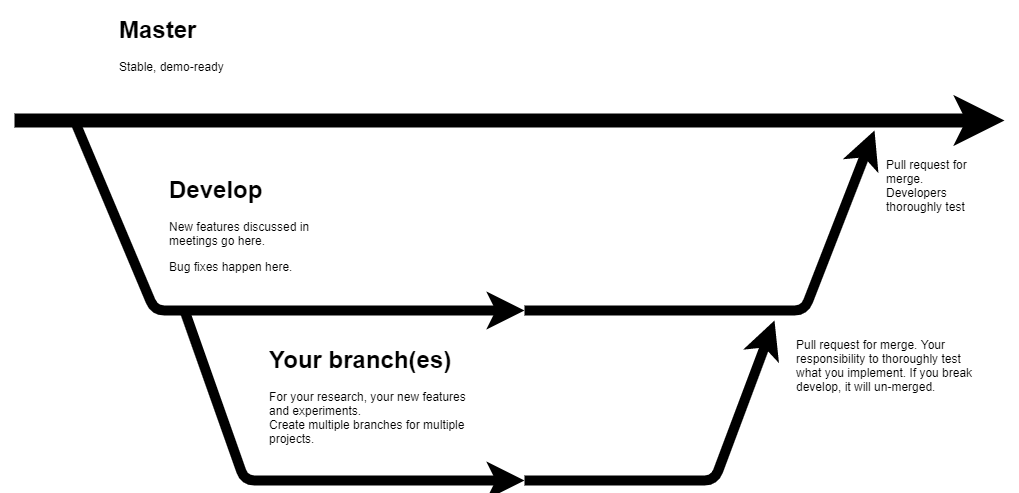 Master
Stable, demo-ready
Pull request for
merge.
Developers
thoroughly test
Develop
New features discussed in
meetings go here.
Bug fixes happen here.
Your branch(es)
For your research, your new features
and experiments.
Create multiple branches for multiple
projects.
Pull request for merge. Your
responsibility to thoroughly test
what you implement. If you break
develop, it will un-merged.